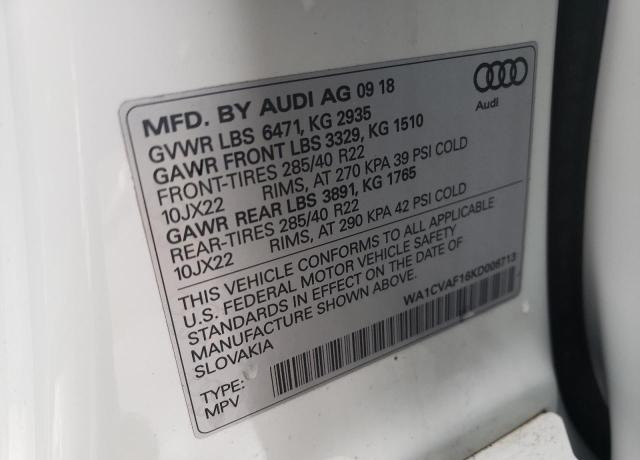 MFD. BY AUDI AG 09 18
Audi
GVWR LBS 6471, KG 2935
GAWR FRONT LBS 3329, KG 1510
FRONT-TIRES 285/40 R22
10JX22 RIMS, AT 270 KPA 39 PSI COLD
GAWR REAR LBS 3891, KG 1765
REAR-TIRES 285/40 R22
10JX22 RIMS, AT 290 KPA 42 PSI COLD
THIS VEHICLE CONFORMS TO ALL APPLICABLE
U.S. FEDERAL MOTOR VEHICLE SAFETY
STANDARDS IN EFFECT ON THE DATE OF
MANUFACTURE SHOWN ABOVE.
SLOVAKIA
WA1CVAF16KD006713
TYPE:
MPV